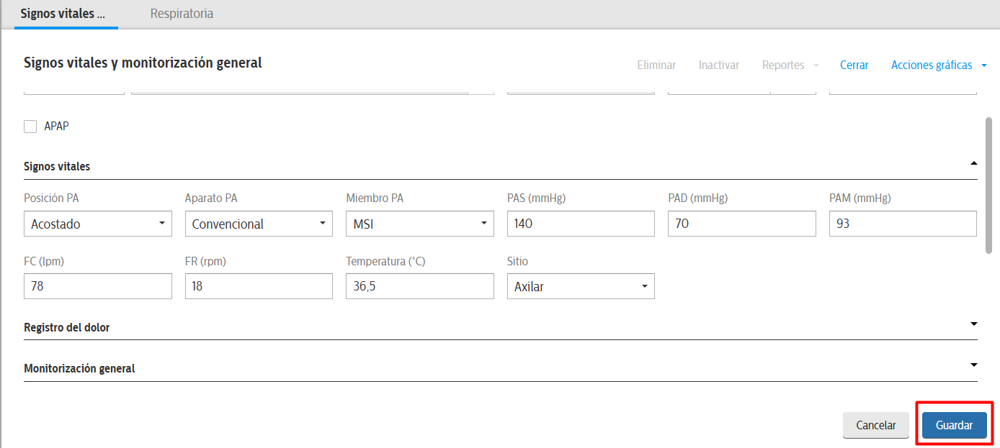 Signos vitales ... Respiratoria
Signos vitales y monitorización general
Eliminar Inactivar Reportes Cerrar Acciones gráficas
APAP
Signos vitales
Posición PA Aparato PA Miembro PA PAS (mmHg) PAD (mmHg) PAM (mmHg)
Acostado Convencional MSI 140 70 93
FC (lpm) FR (rpm) Temperatura (°C) Sitio
78 18 36,5 Axilar
Registro del dolor
Monitorización general
Cancelar Guardar